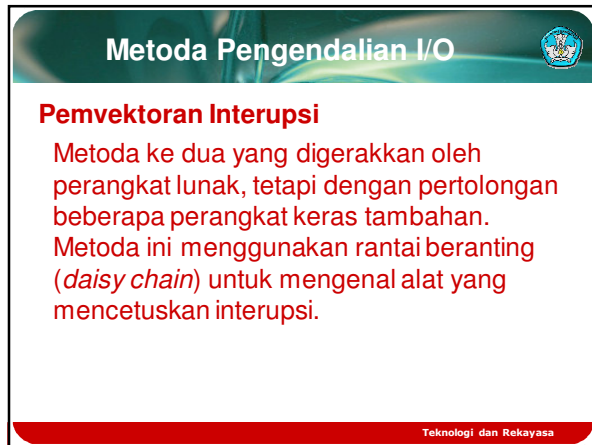 Metoda Pengendalian I/O
Pemvektoran Interupsi
Metoda ke dua yang digerakkan oleh
perangkat lunak, tetapi dengan pertolongan
beberapa perangkat keras tambahan.
Metoda ini menggunakan rantai beranting
(daisy chain) untuk mengenal alat yang
mencetuskan interupsi.
Teknologi dan Rekayasa